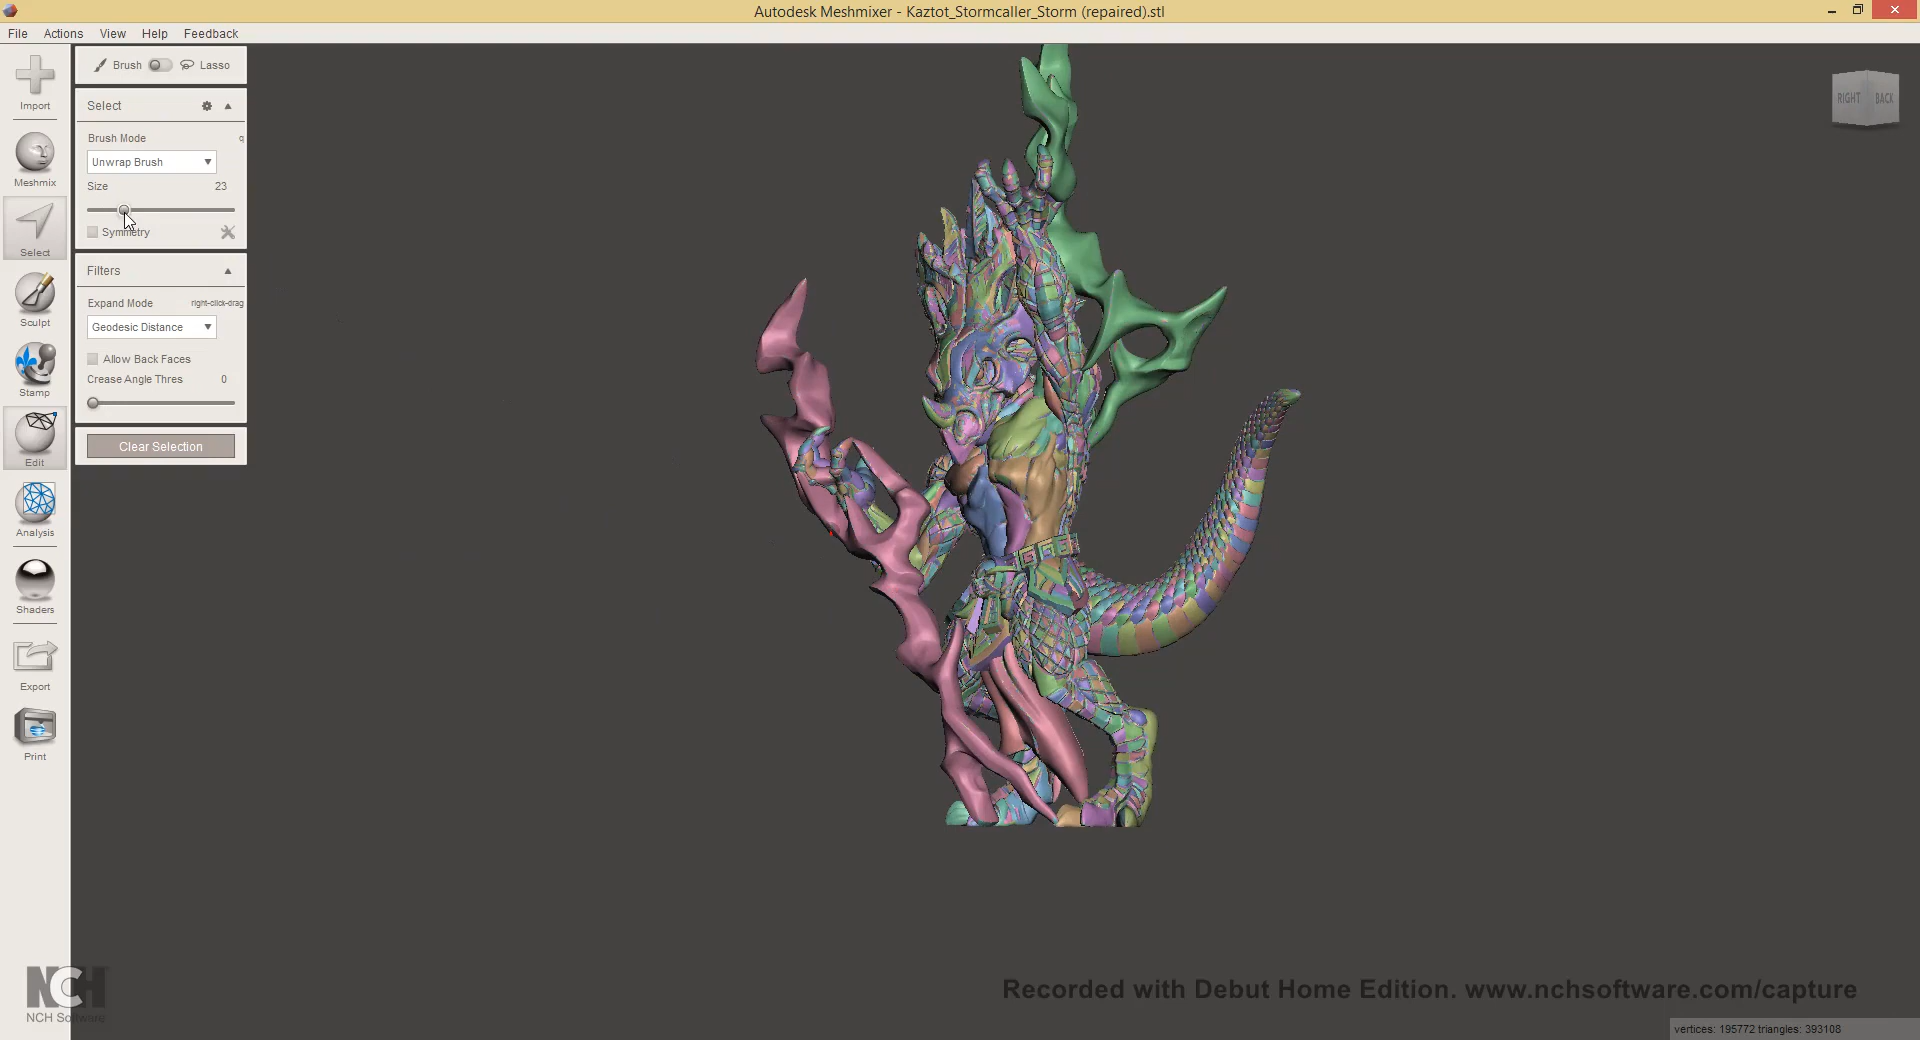 Autodesk Meshmixer - Kaztot_Stormcaller_Storm (repaired).stl
File Actions View Help Feedback
Import
Meshmix
Select
Sculpt
Stamp
Edit
Analysis
Shaders
Export
Print
Brush Lasso
Select
Brush Mode
Unwrap Brush
Size 23
Symmetry
Filters
Expand Mode right-click-drag
Geodesic Distance
Allow Back Faces
Crease Angle Thres 0
Clear Selection
RIGHT BACK
NCH
NCH Software
Recorded with Debut Home Edition. www.nchsoftware.com/capture
vertices: 195772 triangles: 393108